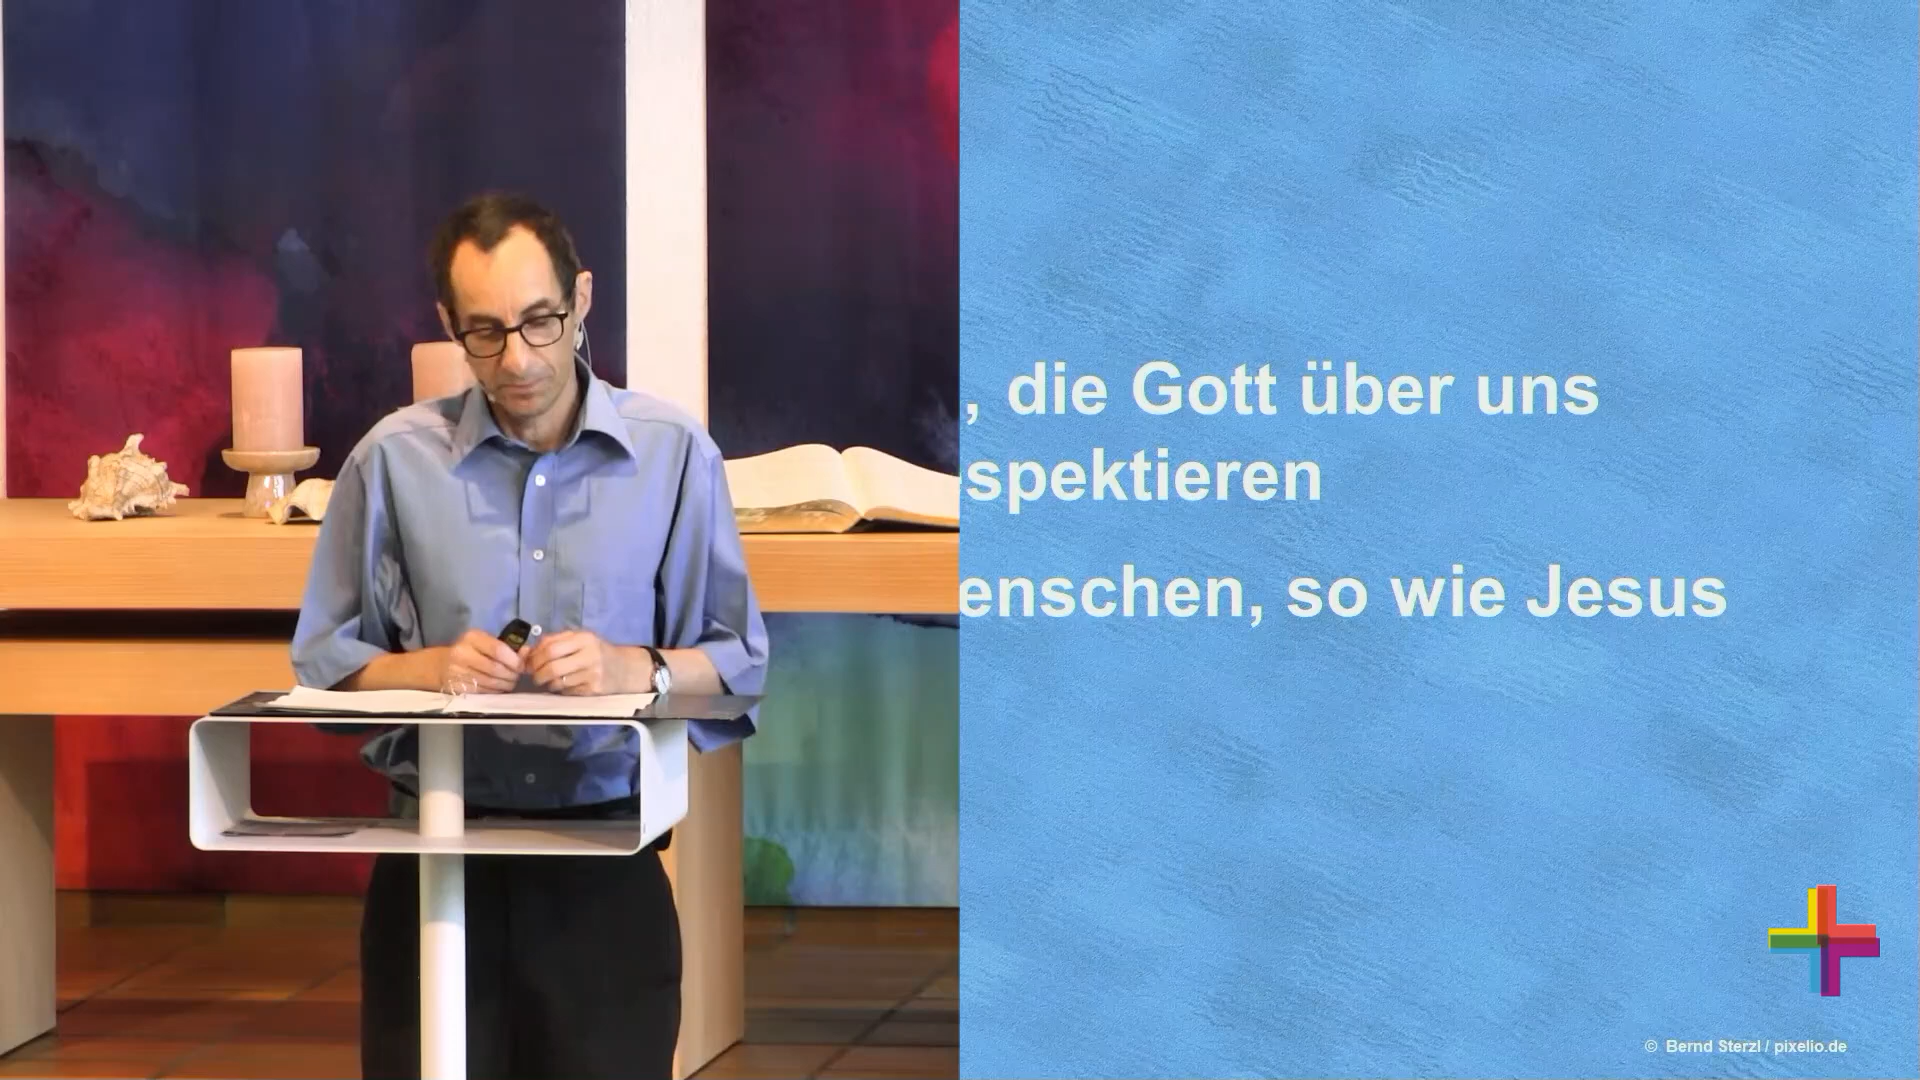 , die Gott über uns
spektieren
enschen, so wie Jesus
© Bernd Sterzl / pixelio.de